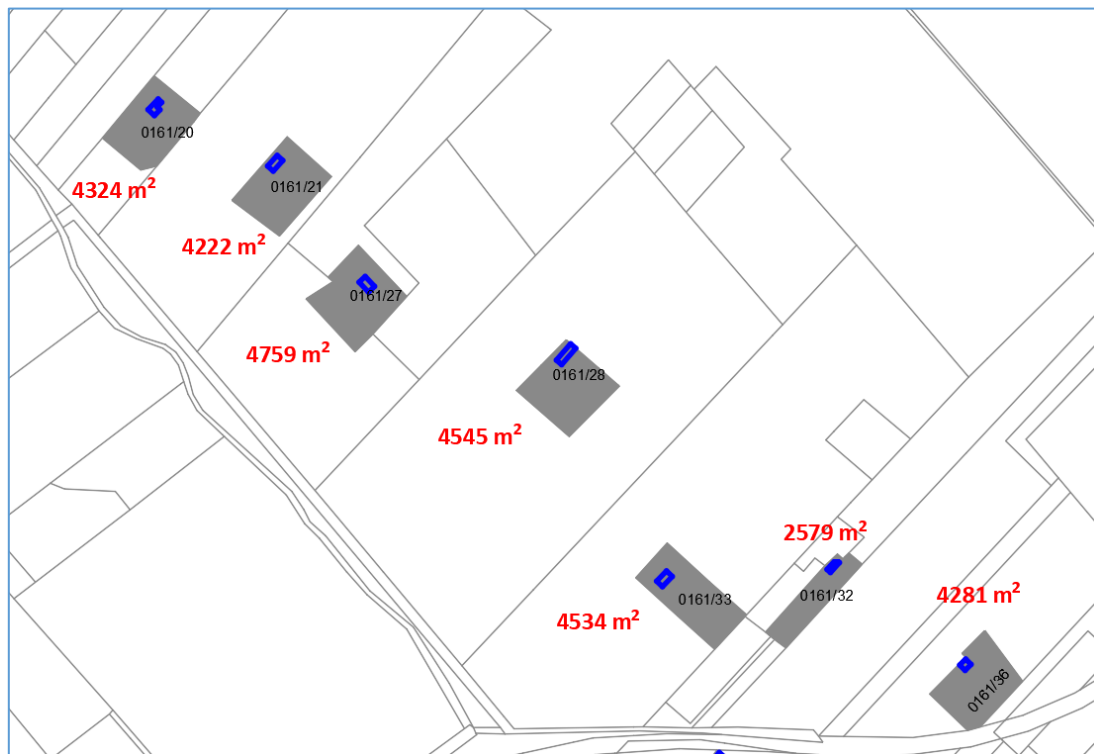 0161/20
4324 m²
0161/21
4222 m²
0161/27
4759 m²
0161/28
4545 m²
2579 m²
0161/32
0161/33
4534 m²
4281 m²
0161/36